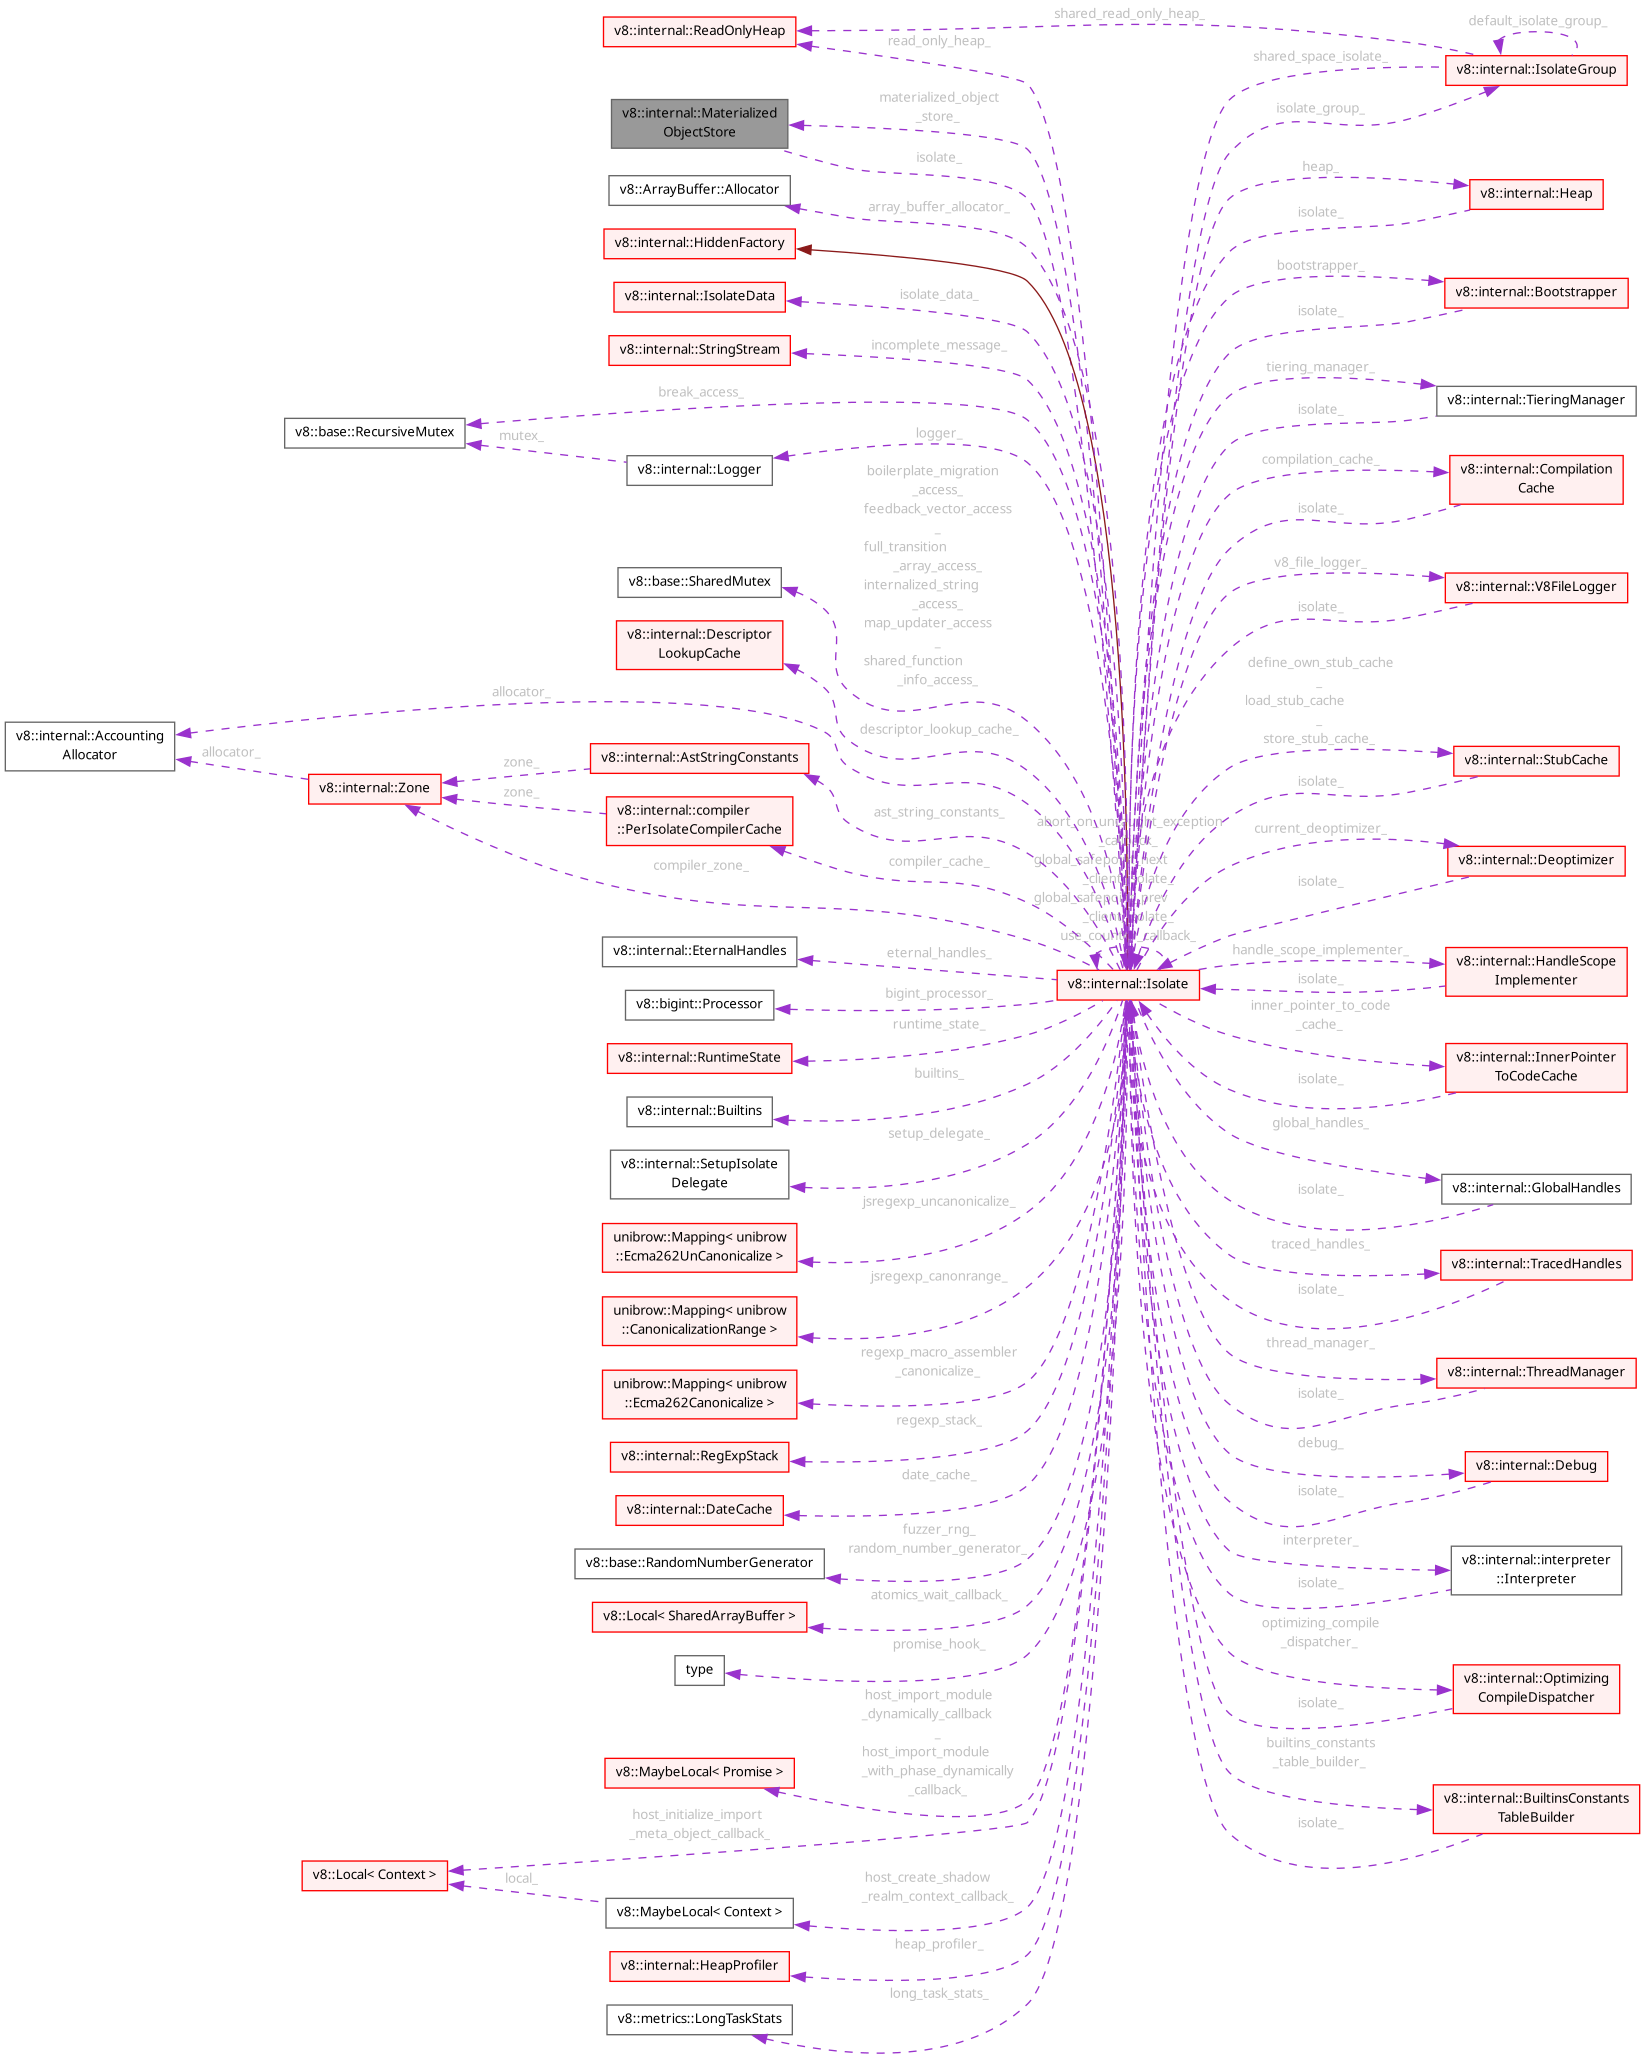 shared_read_only_heap_
default_isolate_group_
v8::internal::ReadOnlyHeap
read_only_heap_
shared_space_isolate_
v8::internal::IsolateGroup
materialized_object
_store_
isolate_group_
v8::internal::Materialized
ObjectStore
isolate_
heap_
v8::ArrayBuffer::Allocator
v8::internal::Heap
array_buffer_allocator_
isolate_
v8::internal::HiddenFactory
bootstrapper_
v8::internal::IsolateData
isolate_data_
v8::internal::Bootstrapper
isolate_
v8::internal::StringStream
incomplete_message_
tiering_manager_
break_access_
v8::internal::TieringManager
isolate_
v8::base::RecursiveMutex
mutex_
logger_
v8::internal::Logger
compilation_cache_
v8::internal::Compilation
Cache
isolate_
boilerplate_migration
_access_
feedback_vector_access
_
full_transition
_array_access_
internalized_string
_access_
map_updater_access
_
shared_function
_info_access_
v8::base::SharedMutex
v8_file_logger_
v8::internal::V8FileLogger
isolate_
v8::internal::Descriptor
LookupCache
descriptor_lookup_cache_
define_own_stub_cache
_
load_stub_cache
_
store_stub_cache_
v8::internal::StubCache
isolate_
allocator_
v8::internal::Accounting
Allocator
allocator_
v8::internal::Zone
zone_
zone_
v8::internal::AstStringConstants
ast_string_constants_
v8::internal::compiler
::PerIsolateCompilerCache
compiler_cache_
compiler_zone_
_client_isolate_
_client_isolate_
current_deoptimizer_
v8::internal::Deoptimizer
isolate_
v8::internal::EternalHandles
eternal_handles_
v8::internal::Isolate
handle_scope_implementer_
v8::internal::HandleScope
Implementer
isolate_
v8::bigint::Processor
bigint_processor_
inner_pointer_to_code
_cache_
v8::internal::RuntimeState
runtime_state_
v8::internal::InnerPointer
ToCodeCache
isolate_
v8::internal::Builtins
builtins_
global_handles_
v8::internal::SetupIsolate
Delegate
setup_delegate_
v8::internal::GlobalHandles
isolate_
unibrow::Mapping< unibrow
::Ecma262UnCanonicalize >
jsregexp_uncanonicalize_
traced_handles_
v8::internal::TracedHandles
isolate_
unibrow::Mapping< unibrow
::CanonicalizationRange >
jsregexp_canonrange_
thread_manager_
v8::internal::ThreadManager
isolate_
unibrow::Mapping< unibrow
::Ecma262Canonicalize >
regexp_macro_assembler
_canonicalize_
v8::internal::RegExpStack
regexp_stack_
debug_
v8::internal::Debug
isolate_
v8::internal::DateCache
date_cache_
v8::base::RandomNumberGenerator
fuzzer_rng_
random_number_generator_
interpreter_
v8::internal::interpreter
::Interpreter
isolate_
v8::Local< SharedArrayBuffer >
atomics_wait_callback_
optimizing_compile
_dispatcher_
type
promise_hook_
v8::internal::Optimizing
CompileDispatcher
isolate_
v8::MaybeLocal< Promise >
host_import_module
_dynamically_callback
_
host_import_module
_with_phase_dynamically
_callback_
builtins_constants
_table_builder_
v8::internal::BuiltinsConstants
TableBuilder
isolate_
host_initialize_import
_meta_object_callback_
v8::Local< Context >
local_
v8::MaybeLocal< Context >
host_create_shadow
_realm_context_callback_
v8::internal::HeapProfiler
heap_profiler_
v8::metrics::LongTaskStats
long_task_stats_